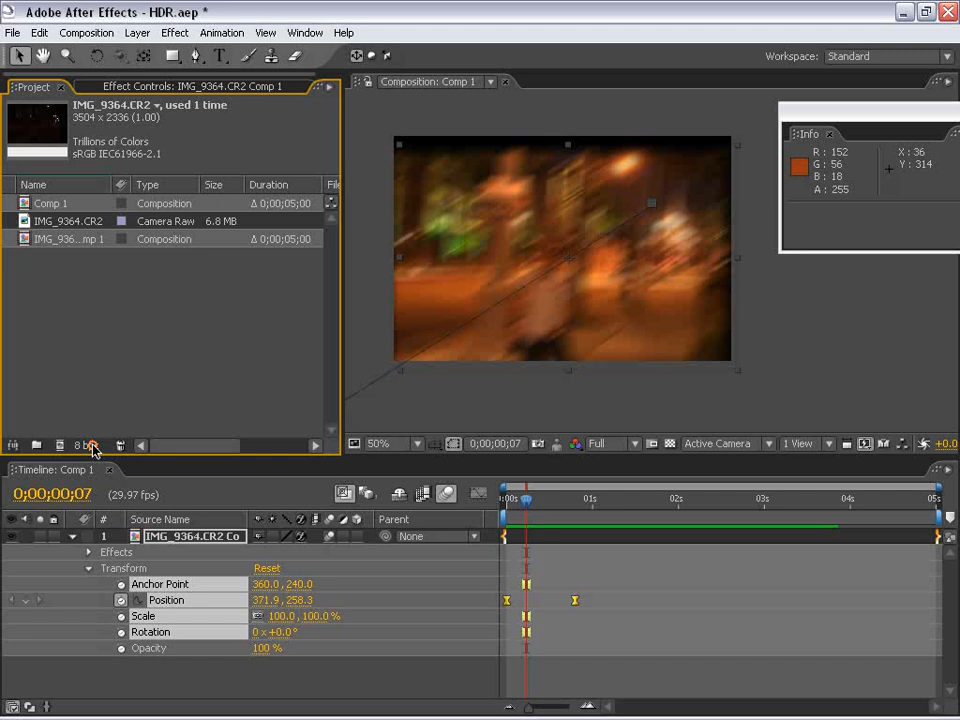 Adobe After Effects - HDR.aep *
File Edit Composition Layer Effect Animation View Window Help
Workspace: Standard
Project Effect Controls: IMG_9364.CR2 Comp 1 Composition: Comp 1
IMG_9364.CR2, used 1 time
3504 x 2336 (1.00)
Trillions of Colors
sRGB IEC61966-2.1
Info
R: 152 X: 36
G: 56 Y: 314
B: 18
A: 255
Name Type Size Duration
Comp 1 Composition Δ 0;00;05;00
IMG_9364.CR2 Camera Raw 6.8 MB
IMG_936...mp 1 Composition Δ 0;00;05;00
50% 0;00;00;07 Full Active Camera 1 View +0.0
Timeline: Comp 1
0;00;00;07 (29.97 fps)
:00s 01s 02s 03s 04s 05s
# Source Name Parent
1 IMG_9364.CR2 Co None
Effects
Transform Reset
Anchor Point 360.0, 240.0
Position 371.9, 258.3
Scale 100.0, 100.0%
Rotation 0 x+0.0°
Opacity 100 %